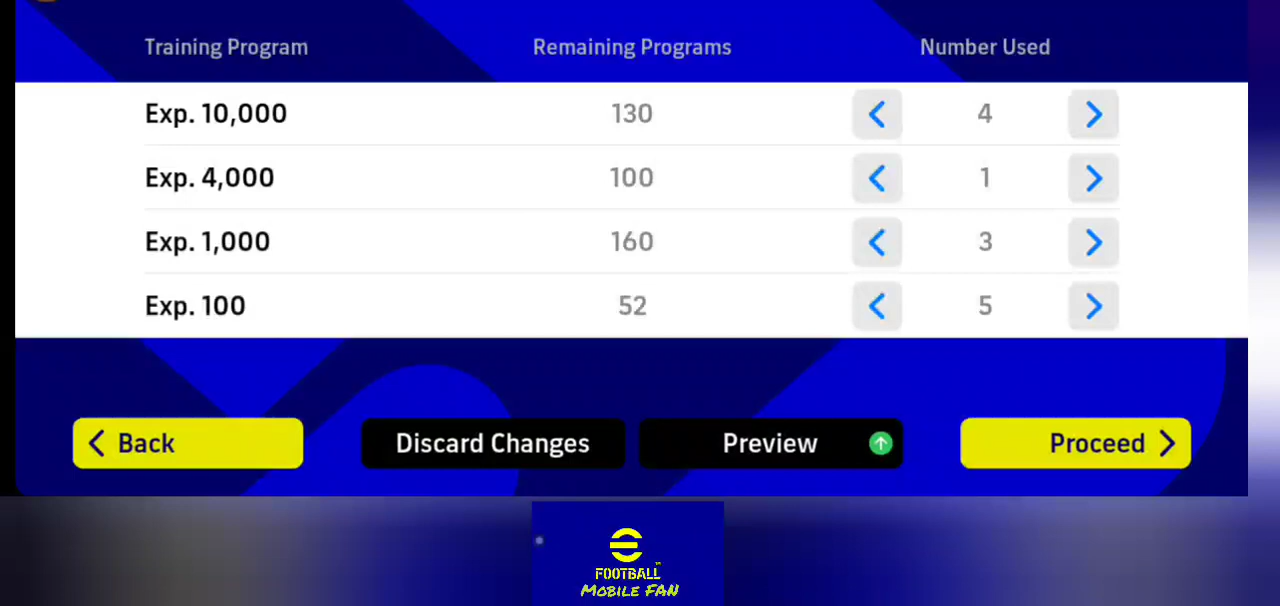 Training Program Remaining Programs Number Used
Exp. 10,000 130 4
Exp. 4,000 100 1
Exp. 1,000 160 3
Exp. 100 52 5
Back Discard Changes Preview Proceed
FOOTBALL™
MOBILE FAN